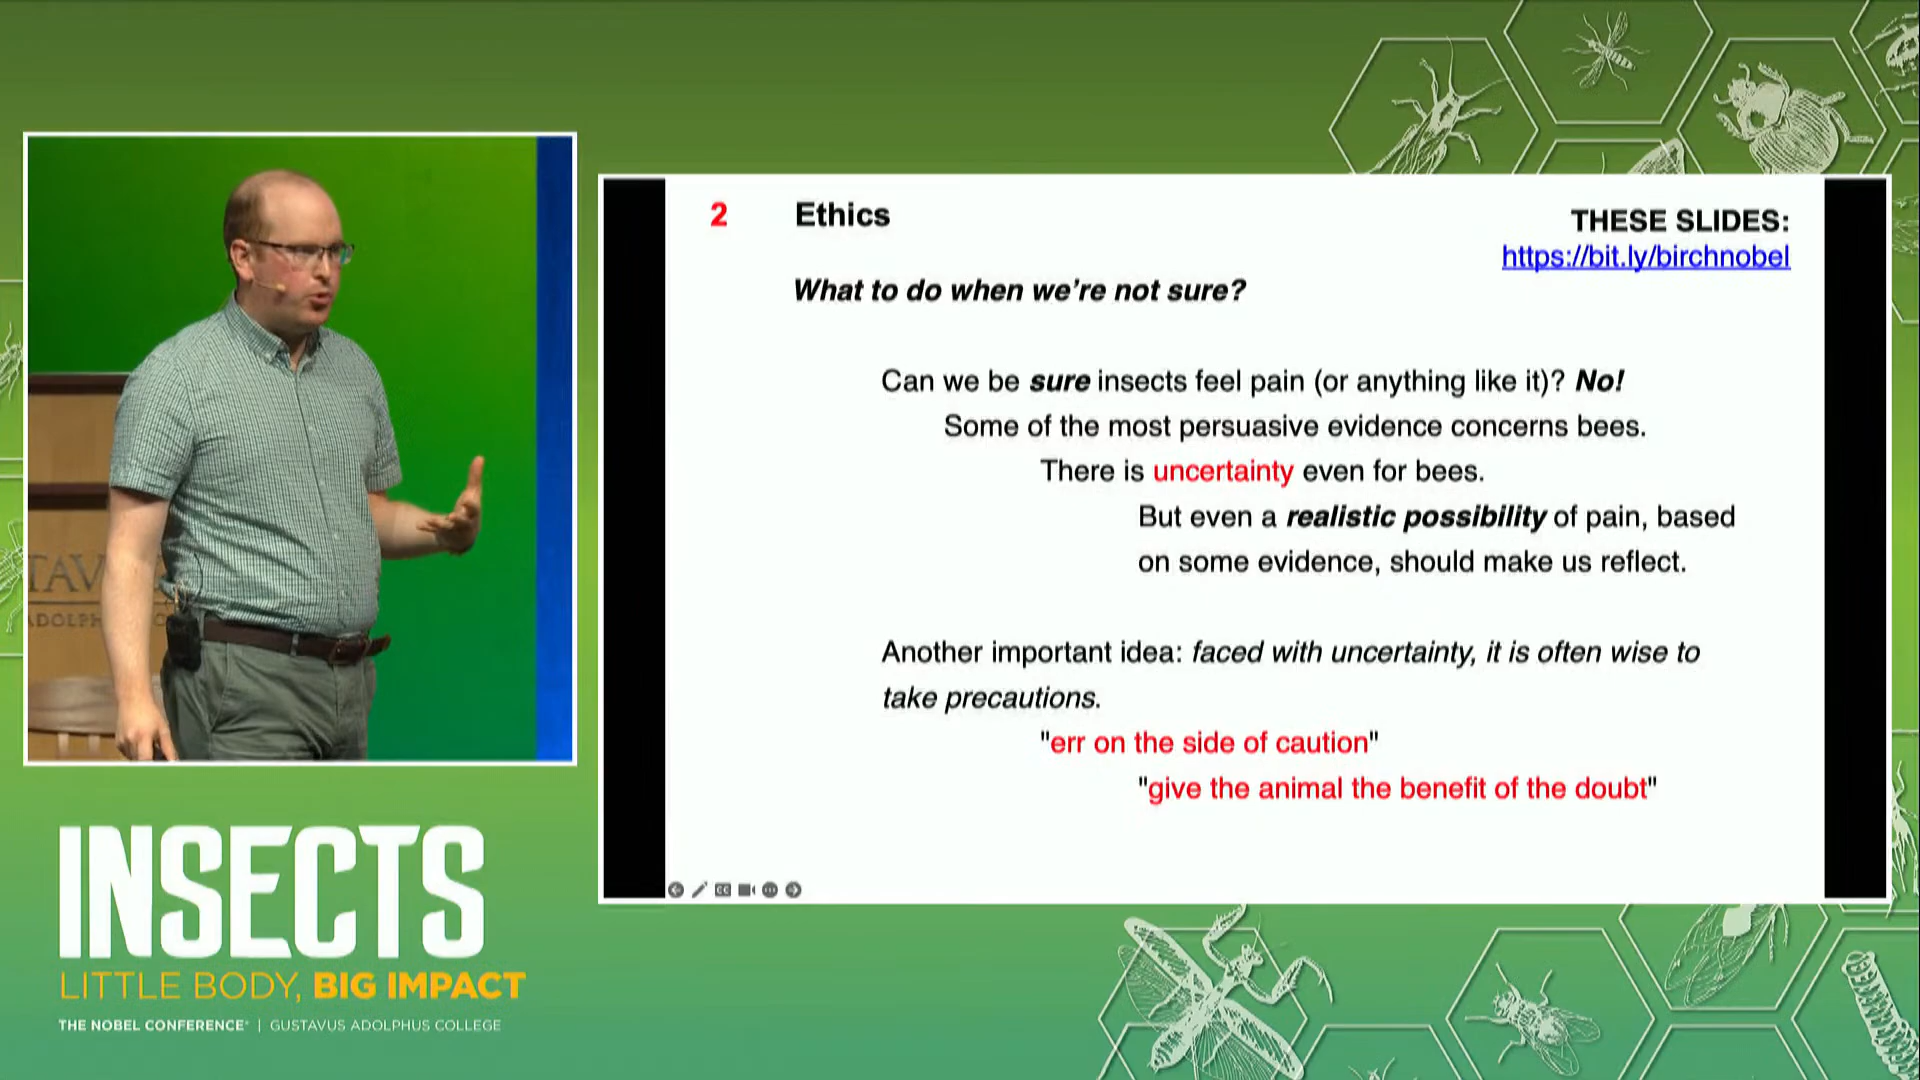 2 Ethics
THESE SLIDES:
https://bit.ly/birchnobel
What to do when we're not sure?
Can we be sure insects feel pain (or anything like it)? No!
Some of the most persuasive evidence concerns bees.
There is uncertainty even for bees.
But even a realistic possibility of pain, based
on some evidence, should make us reflect.
Another important idea: faced with uncertainty, it is often wise to
take precautions.
"err on the side of caution"
"give the animal the benefit of the doubt"
TAV
ADOLPH
INSECTS
LITTLE BODY, BIG IMPACT
THE NOBEL CONFERENCE® | GUSTAVUS ADOLPHUS COLLEGE